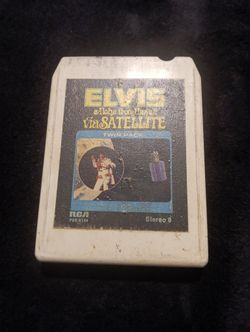 ELVIS
aloha from Hawaii
via SATELLITE
TWIN PACK
RCA
Stereo 8